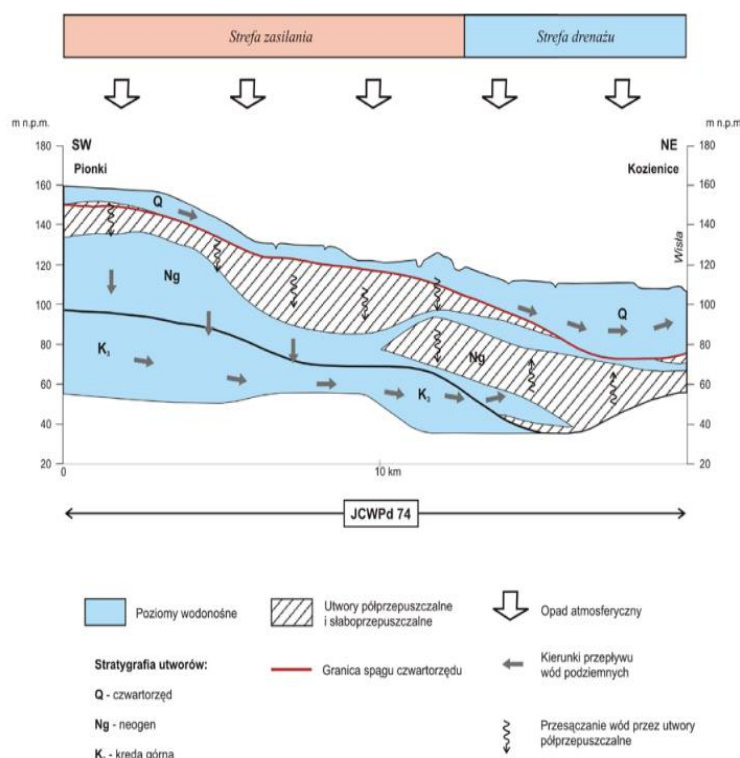 Strefa zasilania
Strefa drenażu
m n.p.m.
m n.p.m.
SW
NE
Pionki
Kozienice
180
180
160
160
140
140
120
120
100
100
80
80
60
60
40
40
20
20
Q
Ng
K₃
Wisła
Q
Ng
K₃
0
10 km
JCWPd 74
Poziomy wodonośne
Utwory półprzepuszczalne
i słaboprzepuszczalne
Opad atmosferyczny
Stratygrafia utworów:
Granica spągu czwartorzędu
Kierunki przepływu
wód podziemnych
Q - czwartorzęd
Ng - neogen
Przesączanie wód przez utwory
półprzepuszczalne
K - kreda górna